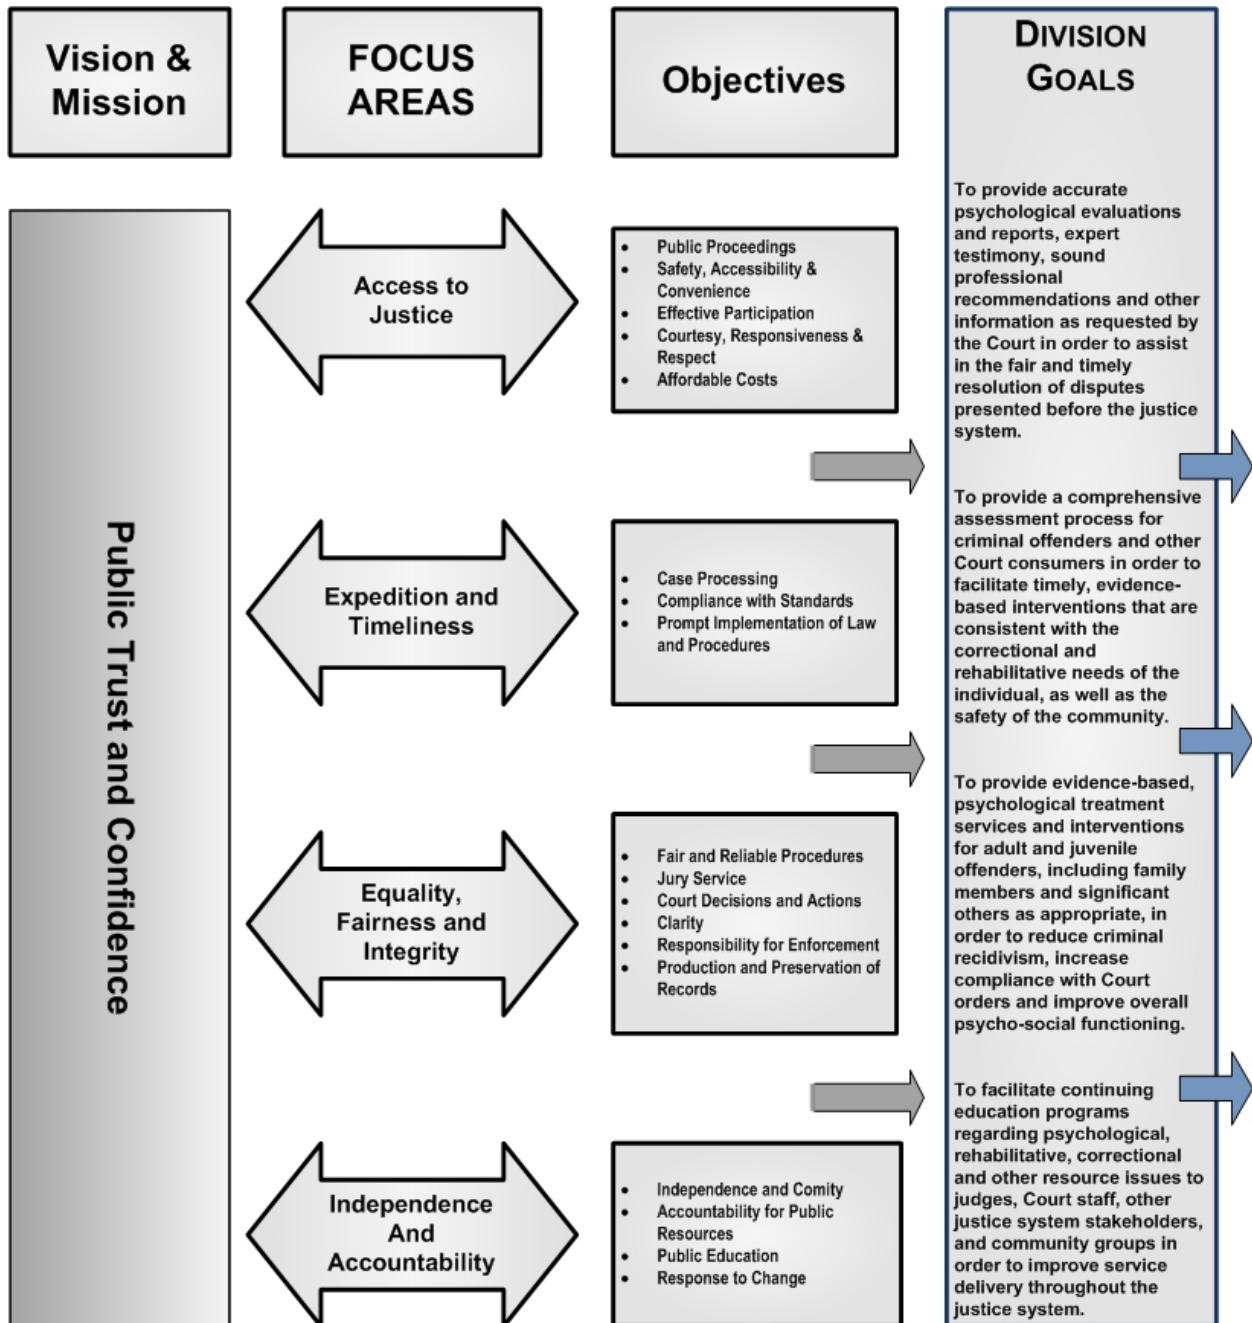 Vision &
Mission
FOCUS
AREAS
Objectives
DIVISION
GOALS
Public Trust and Confidence
Access to
Justice
• Public Proceedings
• Safety, Accessibility &
Convenience
• Effective Participation
• Courtesy, Responsiveness &
Respect
• Affordable Costs
Expedition and
Timeliness
• Case Processing
• Compliance with Standards
• Prompt Implementation of Law
and Procedures
Equality,
Fairness and
Integrity
• Fair and Reliable Procedures
• Jury Service
• Court Decisions and Actions
• Clarity
• Responsibility for Enforcement
• Production and Preservation of
Records
Independence
And
Accountability
• Independence and Comity
• Accountability for Public
Resources
• Public Education
• Response to Change
To provide accurate
psychological evaluations
and reports, expert
testimony, sound
professional
recommendations and other
information as requested by
the Court in order to assist
in the fair and timely
resolution of disputes
presented before the justice
system.
To provide a comprehensive
assessment process for
criminal offenders and other
Court consumers in order to
facilitate timely, evidence-
based interventions that are
consistent with the
correctional and
rehabilitative needs of the
individual, as well as the
safety of the community.
To provide evidence-based,
psychological treatment
services and interventions
for adult and juvenile
offenders, including family
members and significant
others as appropriate, in
order to reduce criminal
recidivism, increase
compliance with Court
orders and improve overall
psycho-social functioning.
To facilitate continuing
education programs
regarding psychological,
rehabilitative, correctional
and other resource issues to
judges, Court staff, other
justice system stakeholders,
and community groups in
order to improve service
delivery throughout the
justice system.